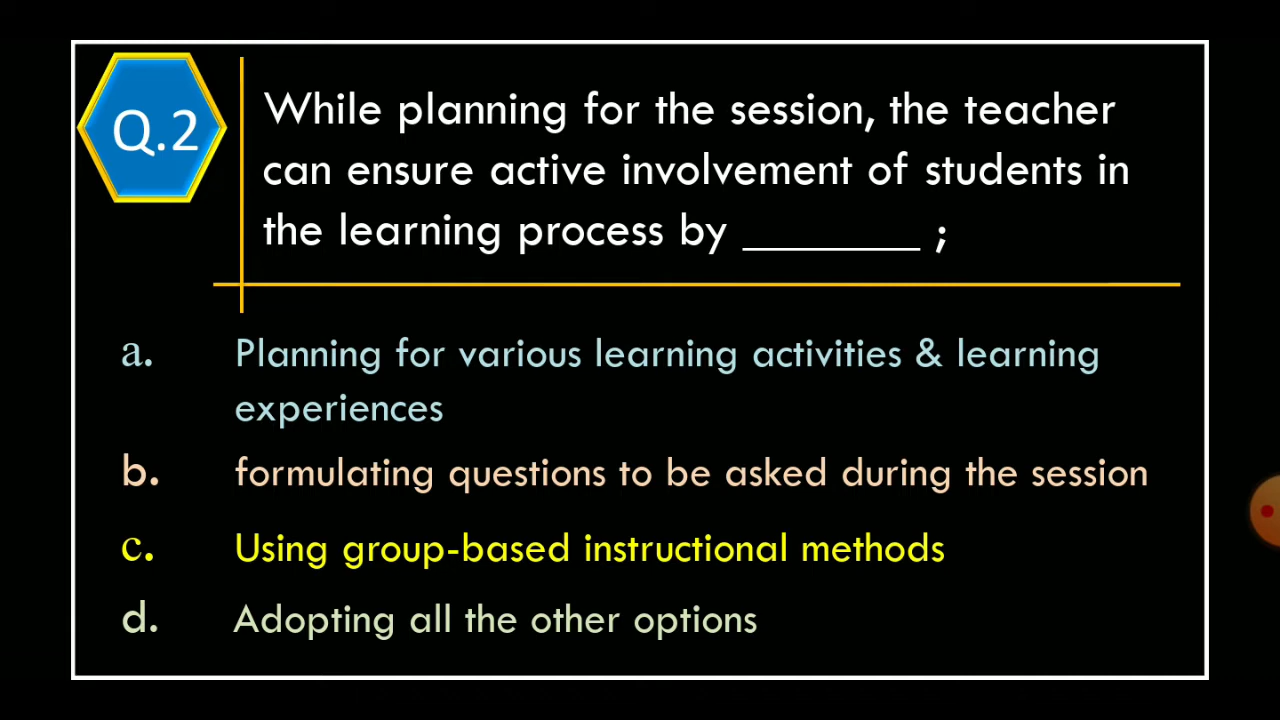 Q.2
While planning for the session, the teacher
can ensure active involvement of students in
the learning process by ________ ;
a. Planning for various learning activities & learning
experiences
b. formulating questions to be asked during the session
c. Using group-based instructional methods
d. Adopting all the other options